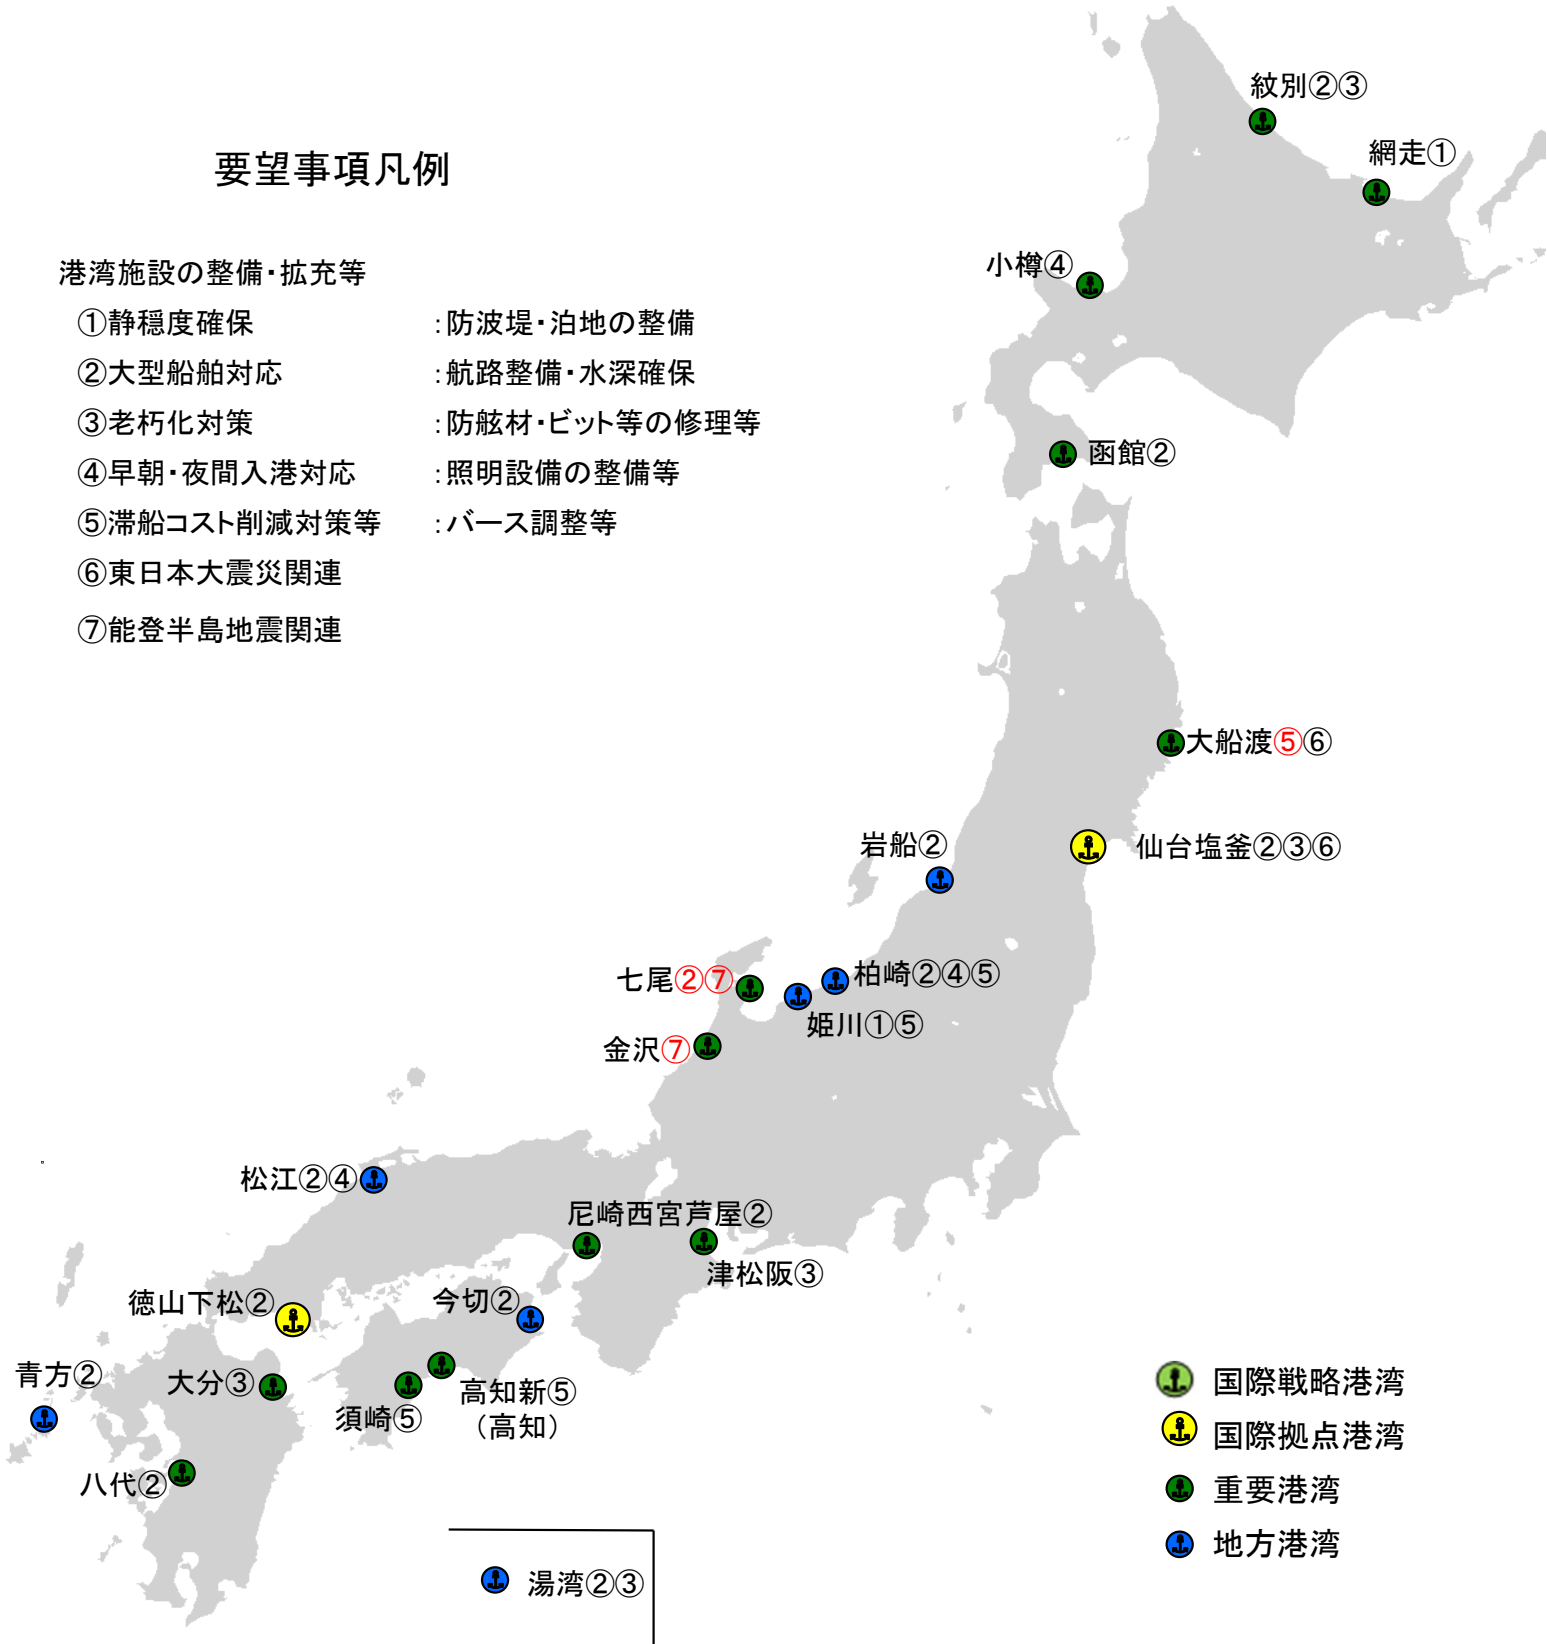 紋別②③
網走①
要望事項凡例
小樽④
港湾施設の整備・拡充等
①静穏度確保 :防波堤・泊地の整備
②大型船舶対応 :航路整備・水深確保
③老朽化対策 :防舷材・ビット等の修理等
④早朝・夜間入港対応 :照明設備の整備等
⑤滞船コスト削減対策等 :バース調整等
⑥東日本大震災関連
⑦能登半島地震関連
函館②
大船渡⑤⑥
岩船②
仙台塩釜②③⑥
七尾②⑦
柏崎②④⑤
姫川①⑤
金沢⑦
松江②④
尼崎西宮芦屋②
津松阪③
徳山下松②
今切②
青方②
大分③
高知新⑤
（高知）
須崎⑤
八代②
湯湾②③
国際戦略港湾
国際拠点港湾
重要港湾
地方港湾